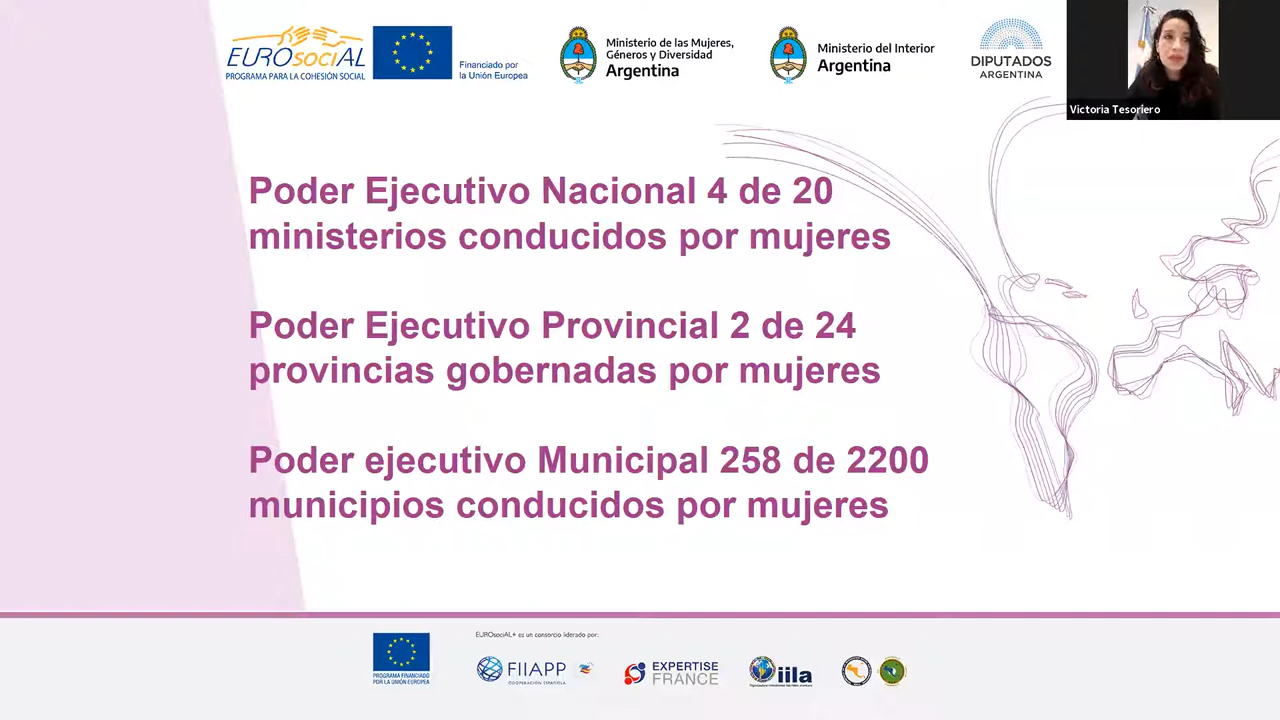 EUROsociAL
PROGRAMA PARA LA COHESIÓN SOCIAL
Financiado por
la Unión Europea
Ministerio de las Mujeres,
Géneros y Diversidad
Argentina
Ministerio del Interior
Argentina
DIPUTADOS
ARGENTINA
Victoria Tesoriero
Poder Ejecutivo Nacional 4 de 20
ministerios conducidos por mujeres
Poder Ejecutivo Provincial 2 de 24
provincias gobernadas por mujeres
Poder ejecutivo Municipal 258 de 2200
municipios conducidos por mujeres
PROGRAMA FINANCIADO
POR LA UNIÓN EUROPEA
EUROsociAL+ es un consorcio liderado por:
FIIAPP
COOPERACIÓN ESPAÑOLA
EXPERTISE
FRANCE
iila